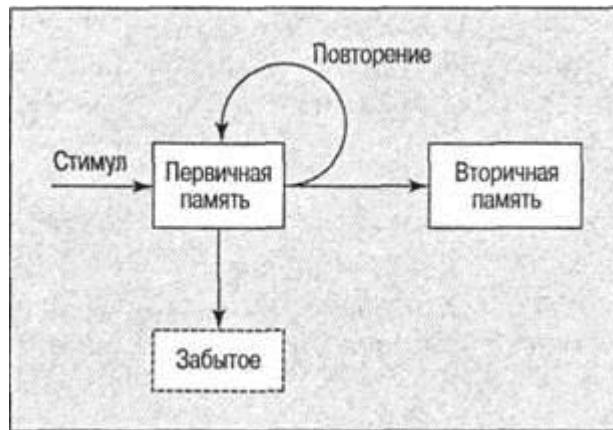 Повторение
Стимул
Первичная
память
Вторичная
память
Забытое